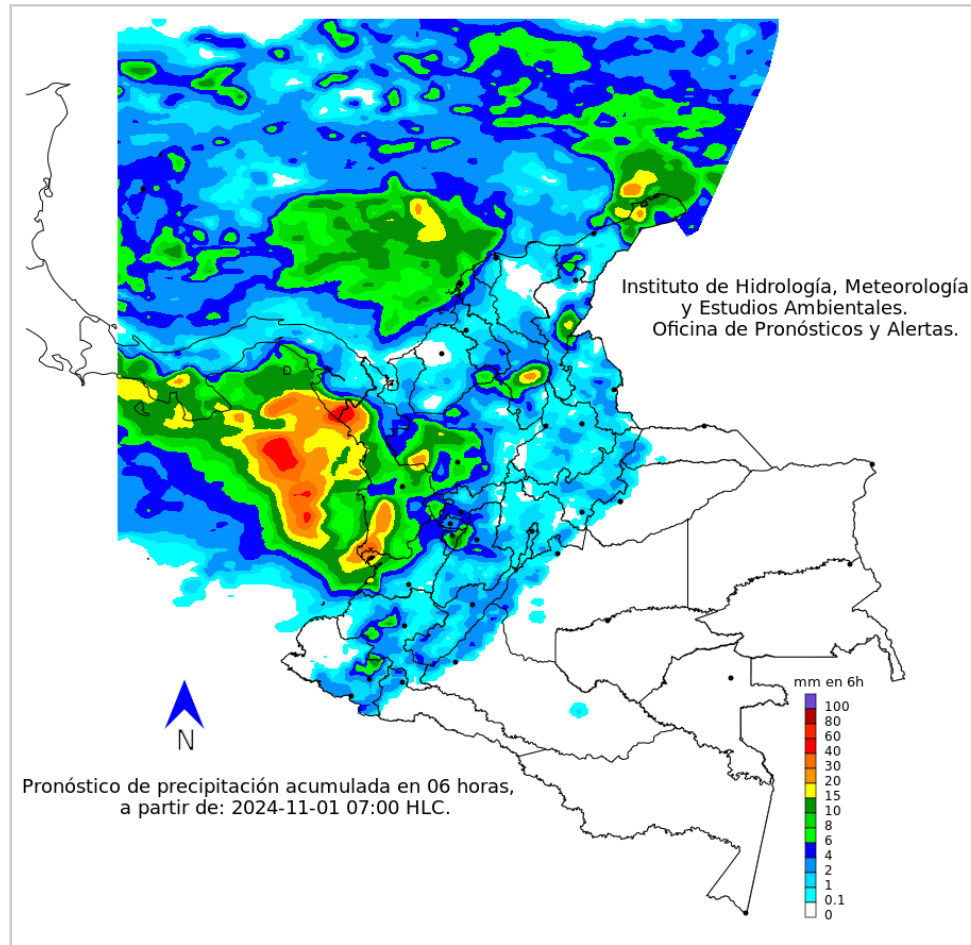 Instituto de Hidrología, Meteorología
y Estudios Ambientales.
Oficina de Pronósticos y Alertas.
mm en 6h
100
80
60
40
30
20
15
10
8
6
4
2
1
0.1
0
N
Pronóstico de precipitación acumulada en 06 horas,
a partir de: 2024-11-01 07:00 HLC.